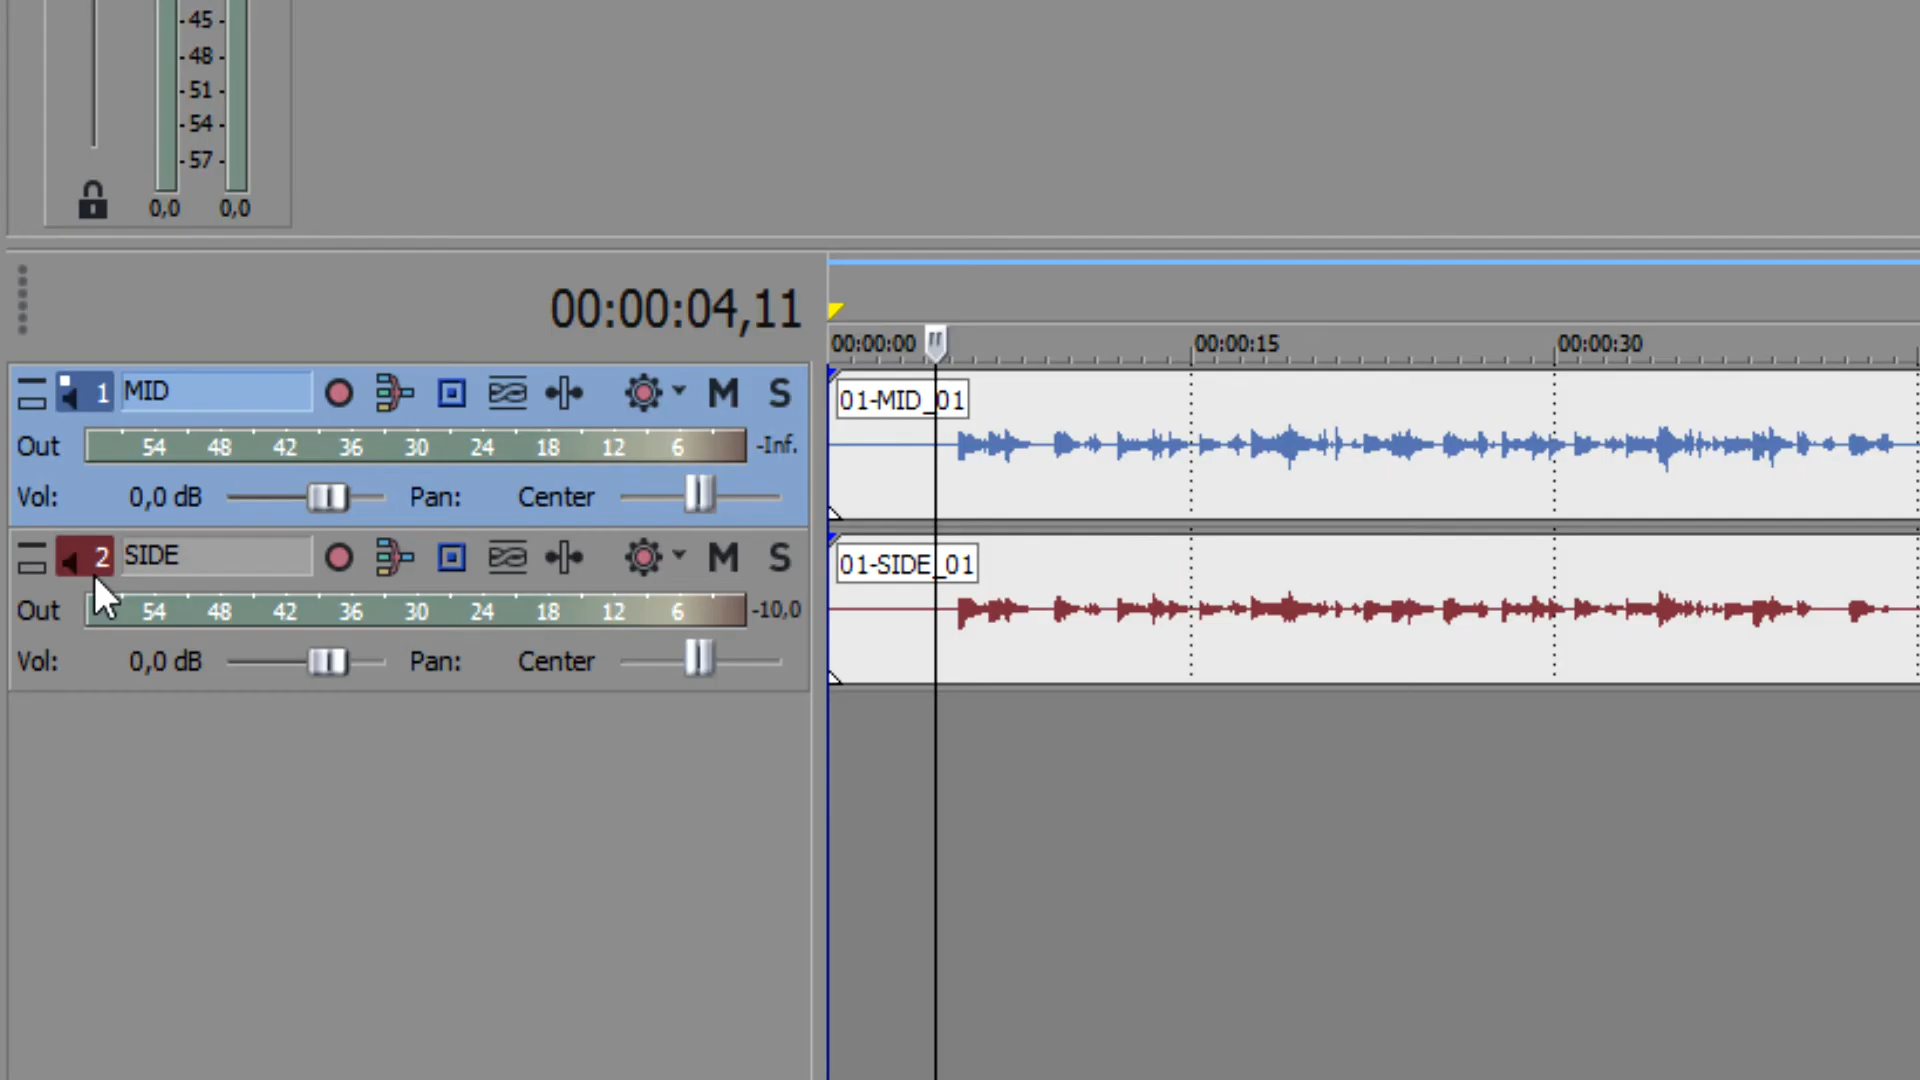 -45-
-48-
-51-
-54-
-57-
0,0 0,0
00:00:04,11
00:00:00 00:00:15 00:00:30
1 MID M S
01-MID_01
Out 54 48 42 36 30 24 18 12 6 -Inf.
Vol: 0,0 dB Pan: Center
2 SIDE M S
01-SIDE_01
Out 54 48 42 36 30 24 18 12 6 -10,0
Vol: 0,0 dB Pan: Center